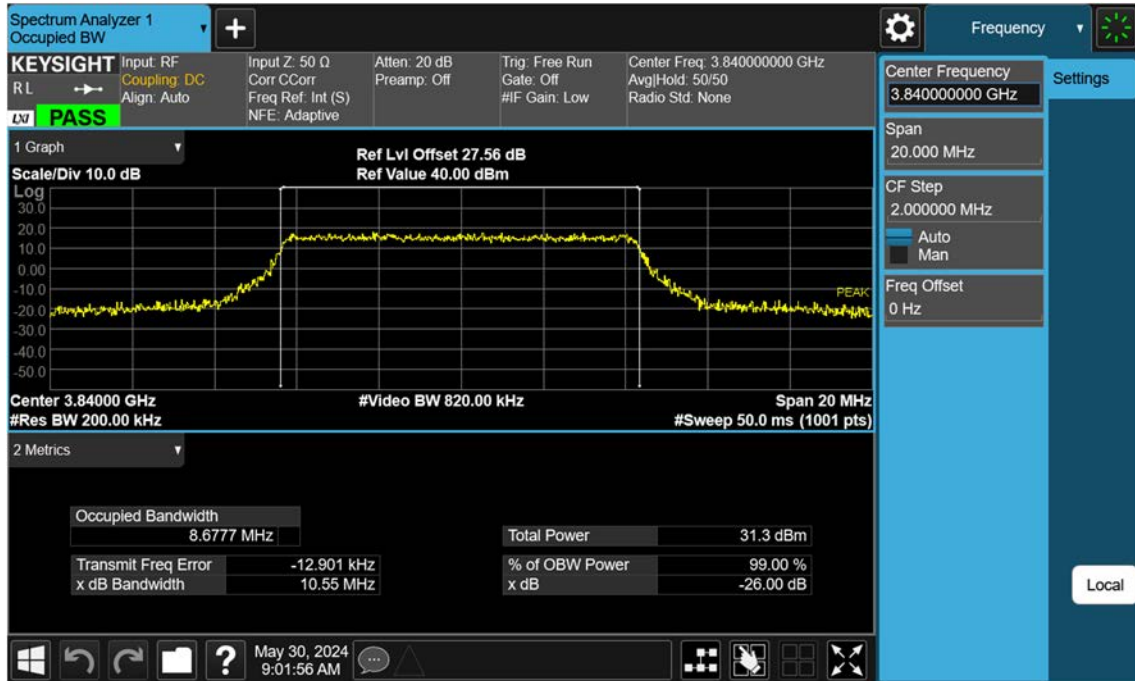 Spectrum Analyzer 1
Occupied BW
Frequency
KEYSIGHT
R L
LXI PASS
Input: RF
Coupling: DC
Align: Auto
Input Z: 50 Ω
Corr CCorr
Freq Ref: Int (S)
NFE: Adaptive
Atten: 20 dB
Preamp: Off
Trig: Free Run
Gate: Off
#IF Gain: Low
Center Freq: 3.840000000 GHz
Avg|Hold: 50/50
Radio Std: None
Center Frequency
3.840000000 GHz
Settings
Span
20.000 MHz
CF Step
2.000000 MHz
Auto
Man
Freq Offset
0 Hz
Local
1 Graph
Scale/Div 10.0 dB
Ref Lvl Offset 27.56 dB
Ref Value 40.00 dBm
Log
30.0
20.0
10.0
0.00
-10.0
-20.0
-30.0
-40.0
-50.0
PEAK
Center 3.84000 GHz
#Video BW 820.00 kHz
Span 20 MHz
#Res BW 200.00 kHz
#Sweep 50.0 ms (1001 pts)
2 Metrics
Occupied Bandwidth
8.6777 MHz
Total Power 31.3 dBm
Transmit Freq Error -12.901 kHz
% of OBW Power 99.00 %
x dB Bandwidth 10.55 MHz
x dB -26.00 dB
?
May 30, 2024
9:01:56 AM